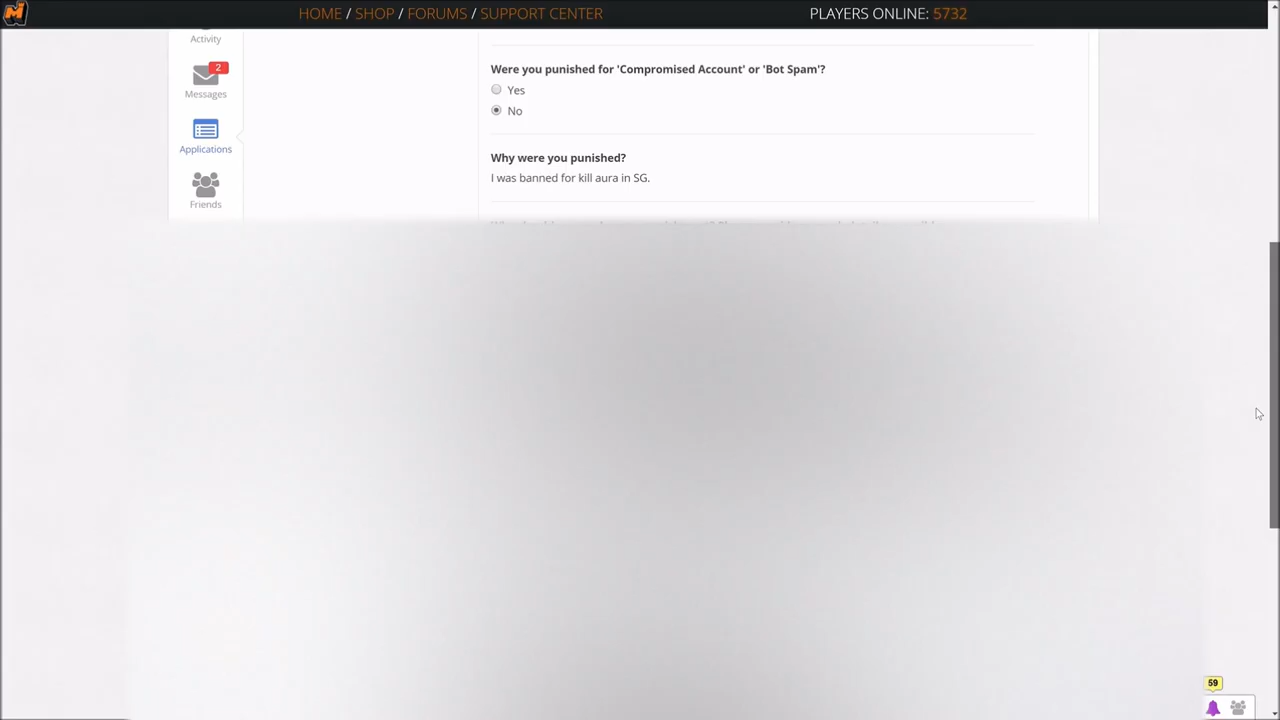 HOME / SHOP / FORUMS / SUPPORT CENTER
PLAYERS ONLINE: 5732
Activity
2
Messages
Applications
Friends
Were you punished for 'Compromised Account' or 'Bot Spam'?
Yes
No
Why were you punished?
I was banned for kill aura in SG.
59